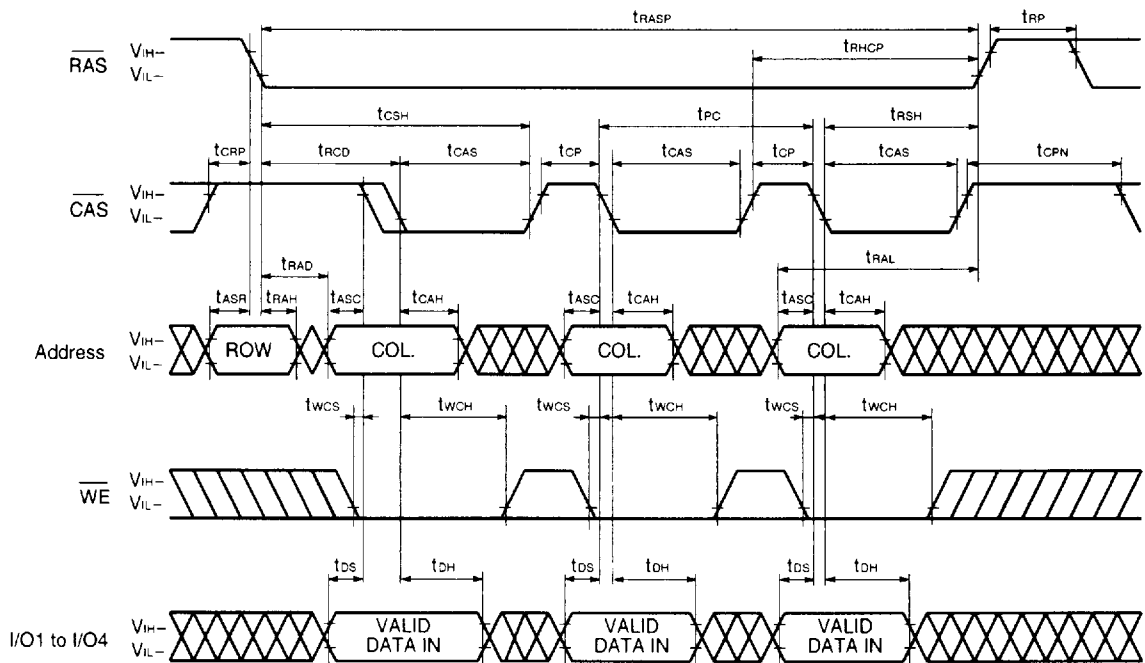 tRASP tRP
RAS VIH– VIL– tRHCP
tCSH tPC tRSH
tCRP tRCD tCAS tCP tCAS tCP tCAS tCPN
CAS VIH– VIL–
tRAD tRAL
tASR tRAH tASC tCAH tASC tCAH tASC tCAH
Address VIH– VIL– ROW COL. COL. COL.
tWCS tWCH tWCS tWCH tWCS tWCH
WE VIH– VIL–
tDS tDH tDS tDH tDS tDH
I/O1 to I/O4 VIH– VIL– VALID DATA IN VALID DATA IN VALID DATA IN